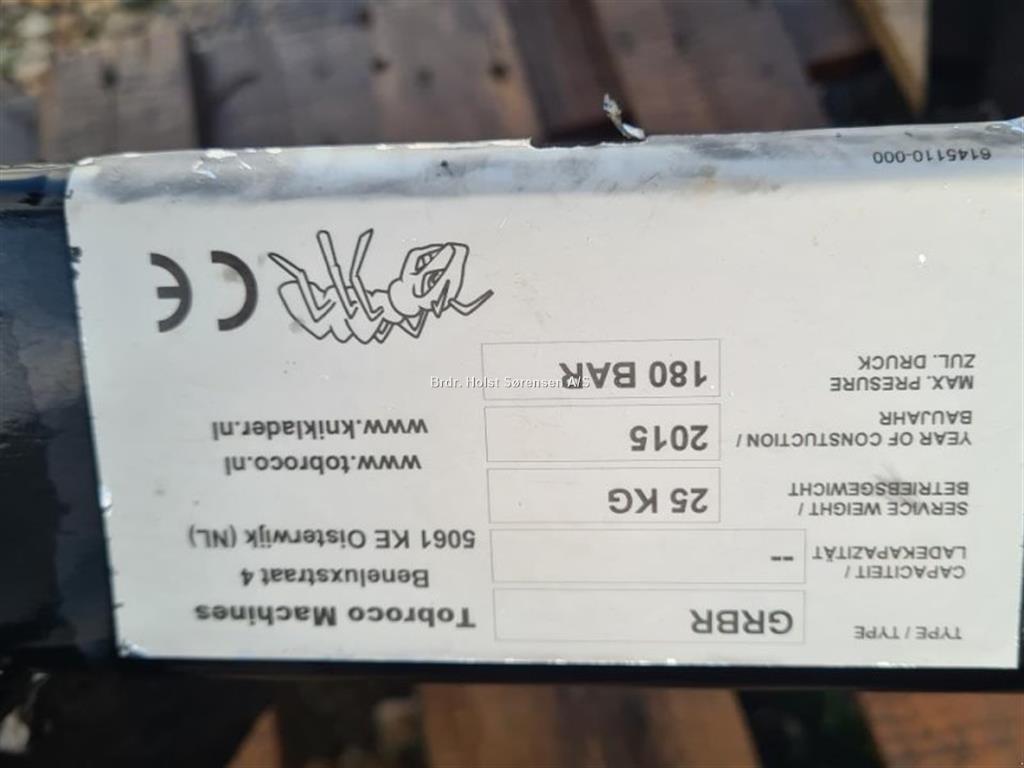 TYPE / TYPE
GRBR
CAPACITEIT /
LADEKAPAZITÄT
--
SERVICE WEIGHT /
BETRIEBSGEWICHT
25 KG
YEAR OF CONSTUCTION /
BAUJAHR
2015
MAX. PRESURE
ZUL. DRUCK
180 BAR
Tobroco Machines
Beneluxstraat 4
5061 KE Oisterwijk (NL)
www.tobroco.nl
www.kniklader.nl
CE
6145110-000
Brdr. Holst Sørensen A/S